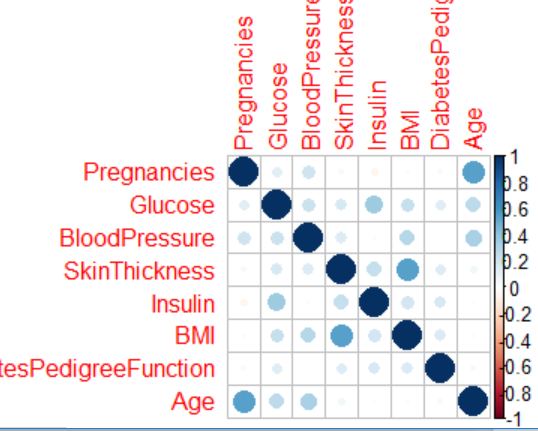 Pregnancies
Glucose
BloodPressure
SkinThickness
Insulin
BMI
DiabetesPedig
Age
Pregnancies
Glucose
BloodPressure
SkinThickness
Insulin
BMI
tesPedigreeFunction
Age
1
0.8
0.6
0.4
0.2
0
-0.2
-0.4
-0.6
-0.8
-1